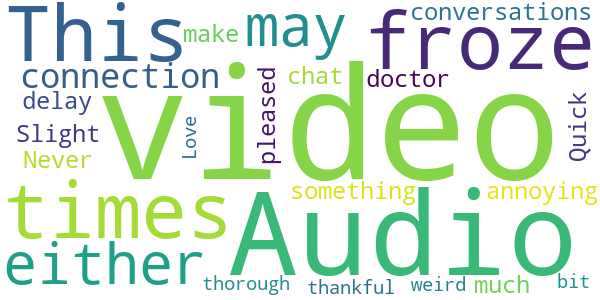 conversations
This
make
may
froze
connection
chat
doctor
delay
video
pleased
Love
Quick
Slight
Never
times
something
annoying
Audio
either
thorough
thankful
weird
much
bit